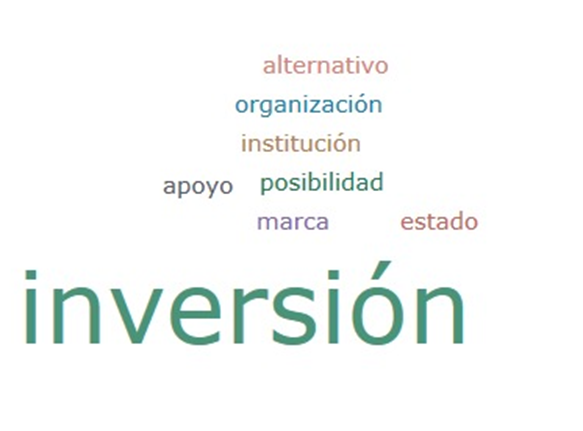 alternativo
organización
institución
apoyo posibilidad
marca estado
inversión